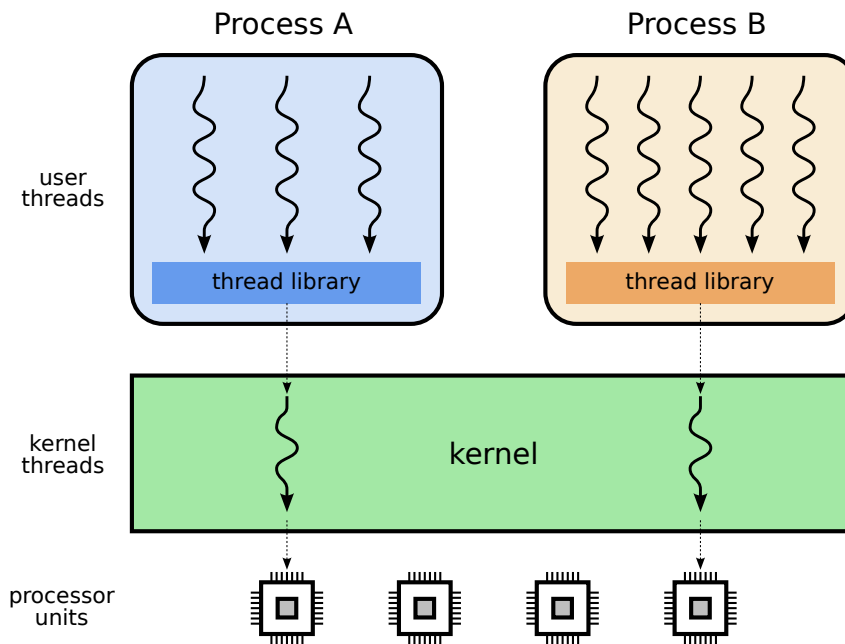 Process A
Process B
user
threads
thread library
thread library
kernel
threads
kernel
processor
units